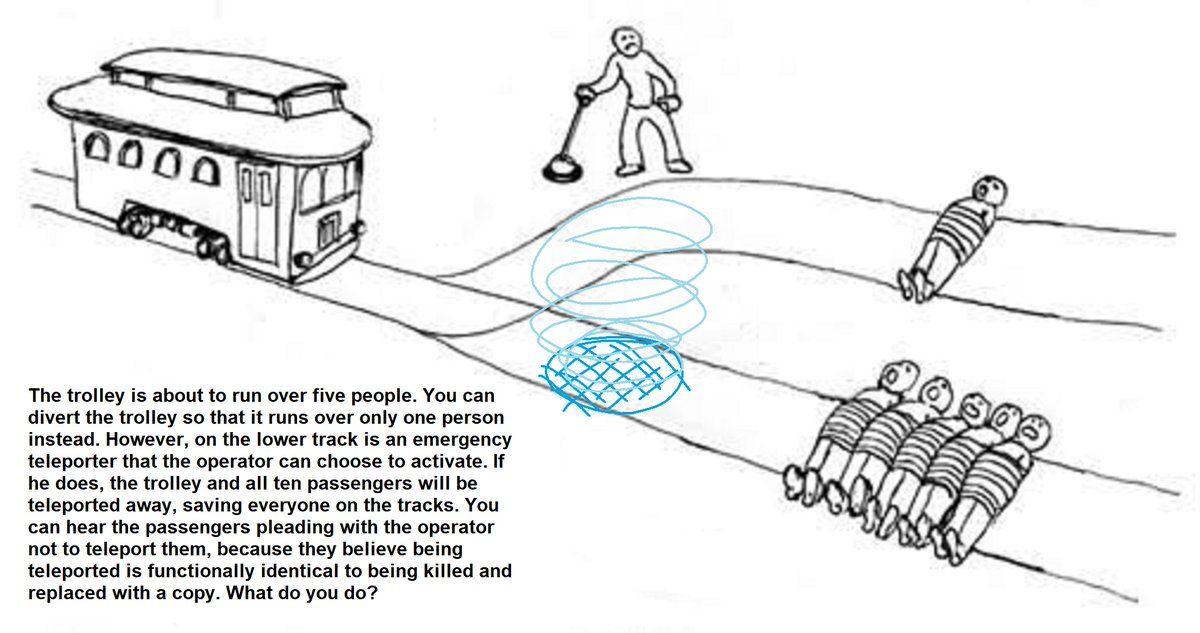 The trolley is about to run over five people. You can
divert the trolley so that it runs over only one person
instead. However, on the lower track is an emergency
teleporter that the operator can choose to activate. If
he does, the trolley and all ten passengers will be
teleported away, saving everyone on the tracks. You
can hear the passengers pleading with the operator
not to teleport them, because they believe being
teleported is functionally identical to being killed and
replaced with a copy. What do you do?